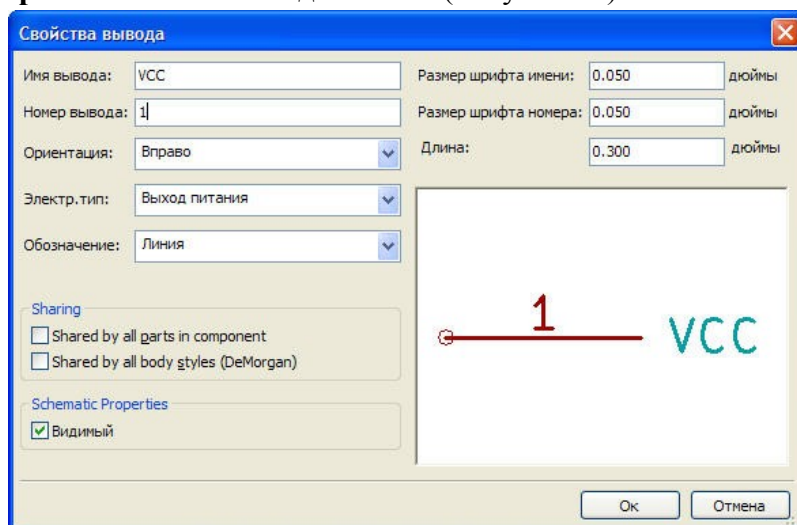 Свойства вывода
Имя вывода: VCC Размер шрифта имени: 0.050 дюймы
Номер вывода: 1 Размер шрифта номера: 0.050 дюймы
Ориентация: Вправо Длина: 0.300 дюймы
Электр.тип: Выход питания
Обозначение: Линия
1
VCC
Sharing
Shared by all parts in component
Shared by all body styles (DeMorgan)
Schematic Properties
Видимый
Ок Отмена